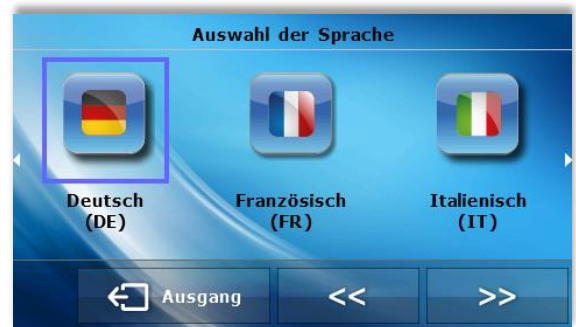 Auswahl der Sprache
Deutsch
(DE)
Französisch
(FR)
Italienisch
(IT)
Ausgang
<<
>>